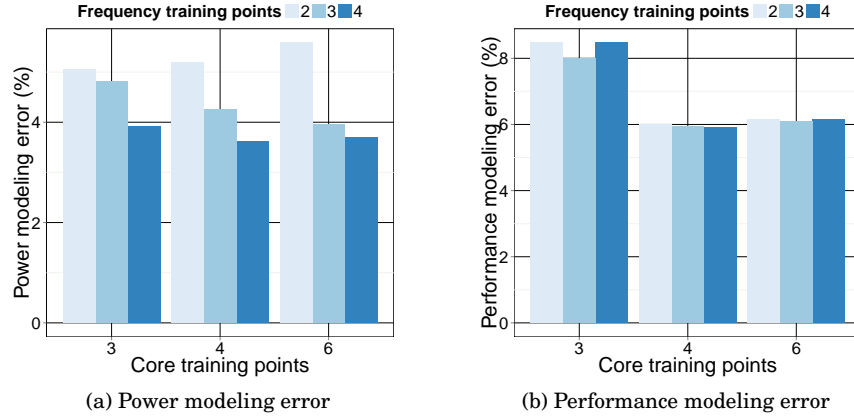 Frequency training points 2 3 4
Power modeling error (%)
4
2
0
3 4 6
Core training points
(a) Power modeling error
Frequency training points 2 3 4
Performance modeling error (%)
8
6
4
2
0
3 4 6
Core training points
(b) Performance modeling error